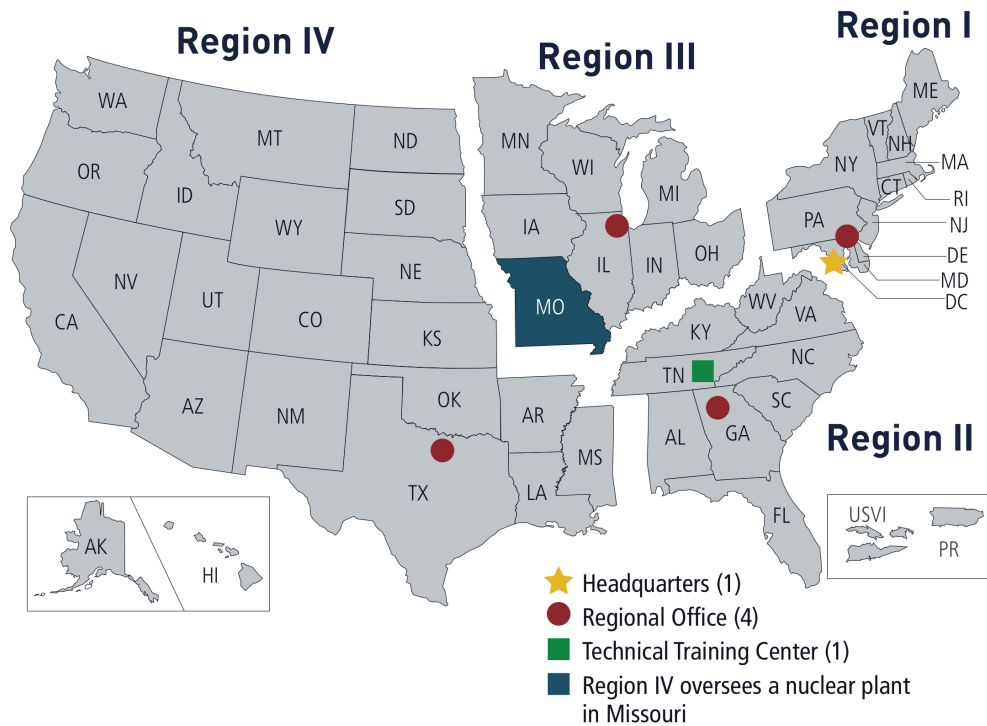 Region I
Region IV
Region III
WA
MT
ND
MN
ME
VT
NH
OR
ID
SD
WI
MI
NY
MA
CT
RI
WY
IA
PA
NJ
NE
IL
IN
OH
DE
MD
DC
NV
UT
CO
KS
MO
WV
VA
CA
KY
NC
TN
AZ
NM
OK
AR
SC
AL
GA
Region II
TX
LA
MS
FL
USVI
PR
AK
HI
Headquarters (1)
Regional Office (4)
Technical Training Center (1)
Region IV oversees a nuclear plant
in Missouri